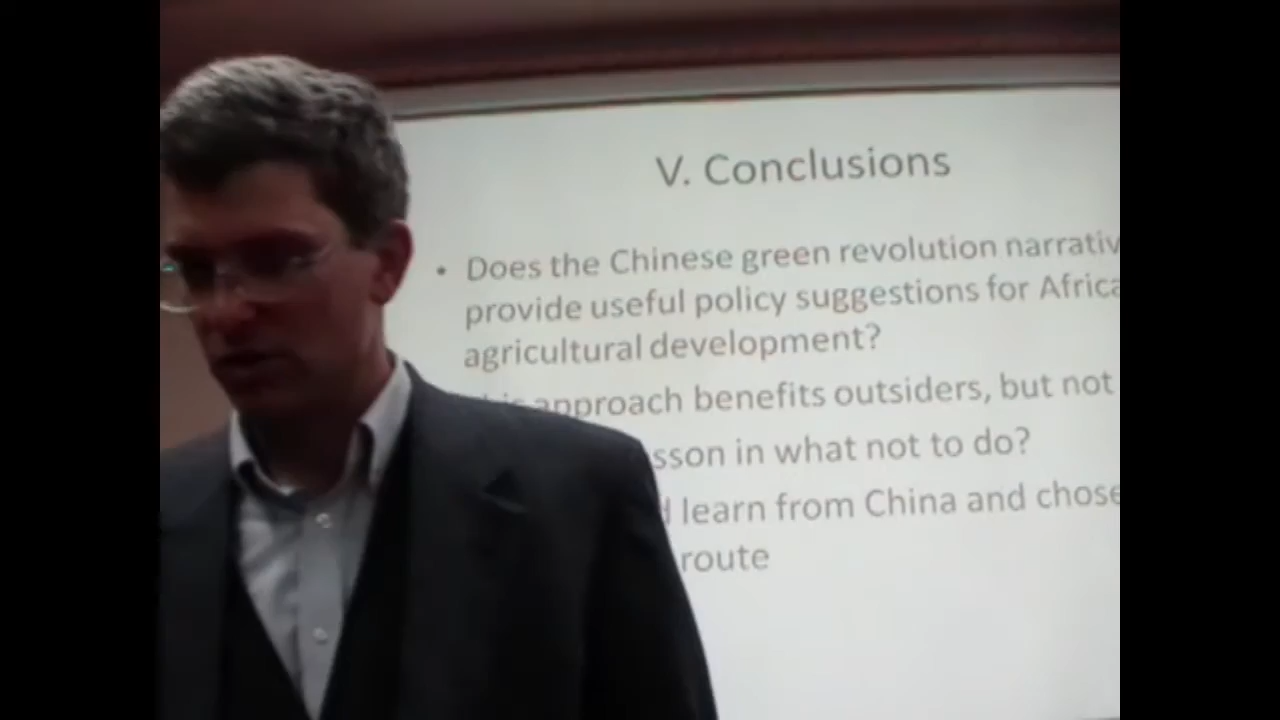 V. Conclusions
• Does the Chinese green revolution narrativ
provide useful policy suggestions for Africa
agricultural development?
approach benefits outsiders, but not
sson in what not to do?
learn from China and chose
route